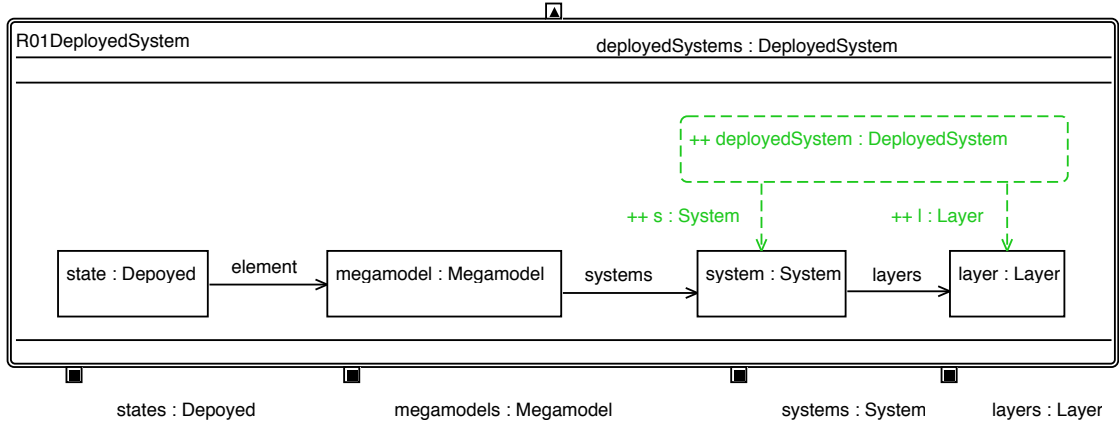 R01DeployedSystem
deployedSystems : DeployedSystem
++ deployedSystem : DeployedSystem
++ s : System
++ l : Layer
state : Depoyed
element
megamodel : Megamodel
systems
system : System
layers
layer : Layer
states : Depoyed
megamodels : Megamodel
systems : System
layers : Layer